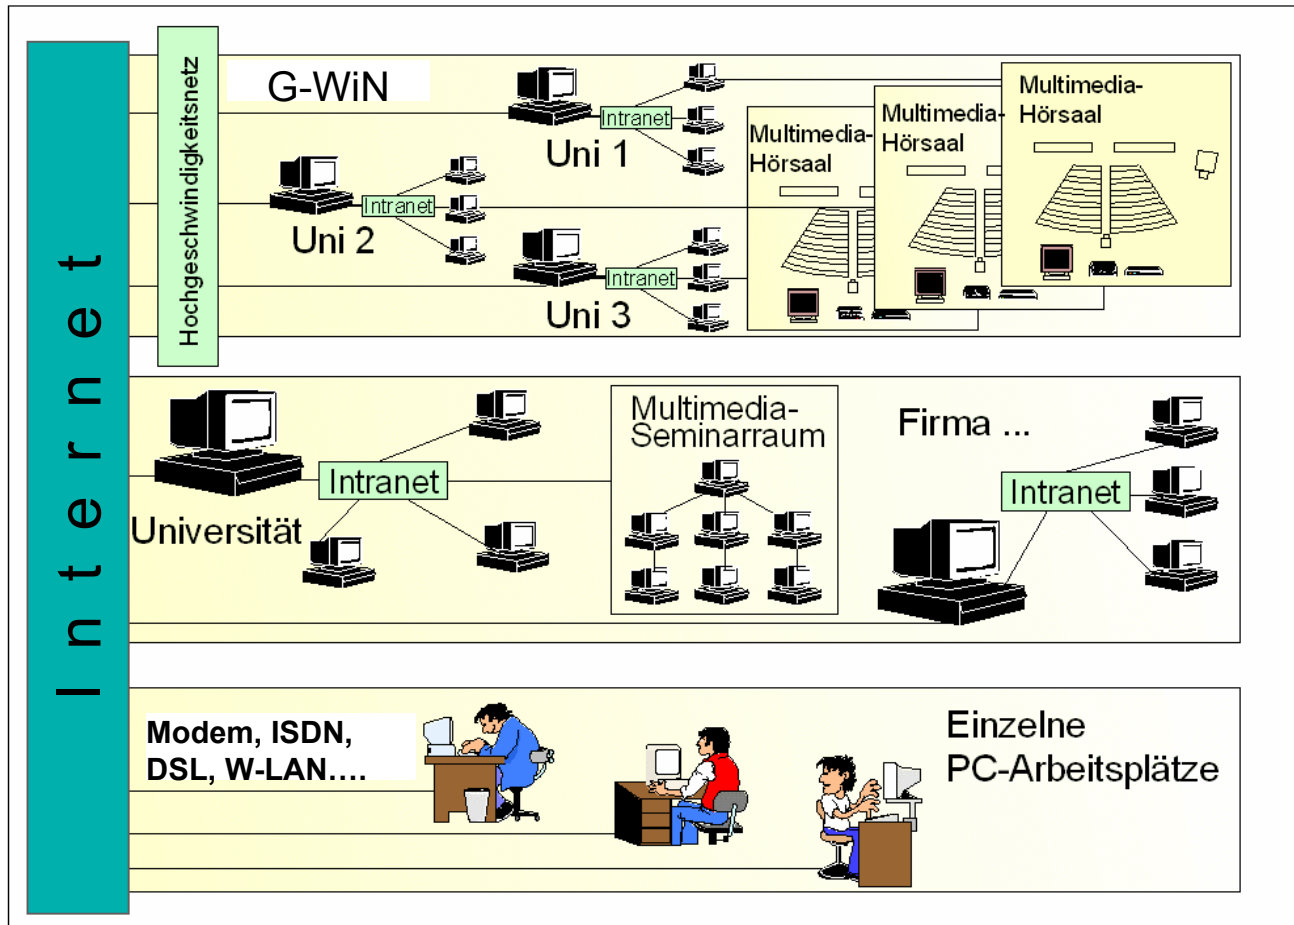 Internet
Hochgeschwindigkeitsnetz
G-WiN
Intranet
Uni 1
Intranet
Uni 2
Intranet
Uni 3
Multimedia-
Hörsaal
Multimedia-
Hörsaal
Multimedia-
Hörsaal
Universität
Intranet
Multimedia-
Seminarraum
Firma ...
Intranet
Modem, ISDN,
DSL, W-LAN....
Einzelne
PC-Arbeitsplätze